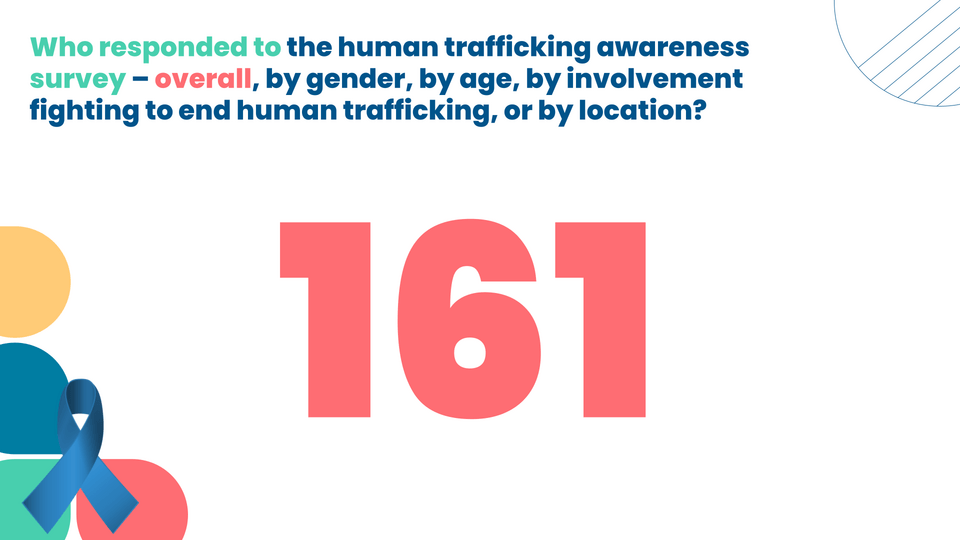 Who responded to the human trafficking awareness
survey – overall, by gender, by age, by involvement
fighting to end human trafficking, or by location?
161